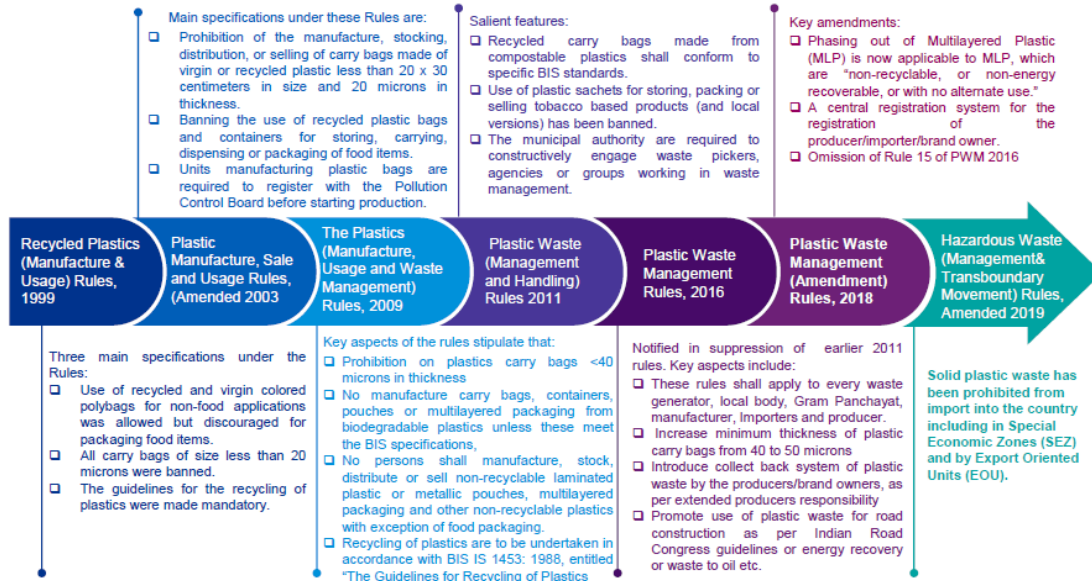 Main specifications under these Rules are:
❑ Prohibition of the manufacture, stocking,
distribution, or selling of carry bags made of
virgin or recycled plastic less than 20 x 30
centimeters in size and 20 microns in
thickness.
❑ Banning the use of recycled plastic bags
and containers for storing, carrying,
dispensing or packaging of food items.
❑ Units manufacturing plastic bags are
required to register with the Pollution
Control Board before starting production.
Salient features:
❑ Recycled carry bags made from
compostable plastics shall conform to
specific BIS standards.
❑ Use of plastic sachets for storing, packing or
selling tobacco based products (and local
versions) has been banned.
❑ The municipal authority are required to
constructively engage waste pickers,
agencies or groups working in waste
management.
Key amendments:
❑ Phasing out of Multilayered Plastic
(MLP) is now applicable to MLP, which
are “non-recyclable, or non-energy
recoverable, or with no alternate use.”
❑ A central registration system for the
registration of the
producer/importer/brand owner.
❑ Omission of Rule 15 of PWM 2016
Recycled Plastics
(Manufacture &
Usage) Rules,
1999
Plastic
Manufacture, Sale
and Usage Rules,
(Amended 2003
The Plastics
(Manufacture,
Usage and Waste
Management)
Rules, 2009
Plastic Waste
(Management
and Handling)
Rules 2011
Plastic Waste
Management
Rules, 2016
Plastic Waste
Management
(Amendment)
Rules, 2018
Hazardous Waste
(Management&
Transboundary
Movement) Rules,
Amended 2019
Three main specifications under the
Rules:
❑ Use of recycled and virgin colored
polybags for non-food applications
was allowed but discouraged for
packaging food items.
❑ All carry bags of size less than 20
microns were banned.
❑ The guidelines for the recycling of
plastics were made mandatory.
Key aspects of the rules stipulate that:
❑ Prohibition on plastics carry bags <40
microns in thickness
❑ No manufacture carry bags, containers,
pouches or multilayered packaging from
biodegradable plastics unless these meet
the BIS specifications,
❑ No persons shall manufacture, stock,
distribute or sell non-recyclable laminated
plastic or metallic pouches, multilayered
packaging and other non-recyclable plastics
with exception of food packaging.
❑ Recycling of plastics are to be undertaken in
accordance with BIS IS 1453: 1988, entitled
“The Guidelines for Recycling of Plastics
Notified in suppression of earlier 2011
rules. Key aspects include:
❑ These rules shall apply to every waste
generator, local body, Gram Panchayat,
manufacturer, Importers and producer.
❑ Increase minimum thickness of plastic
carry bags from 40 to 50 microns
❑ Introduce collect back system of plastic
waste by the producers/brand owners, as
per extended producers responsibility
❑ Promote use of plastic waste for road
construction as per Indian Road
Congress guidelines or energy recovery
or waste to oil etc.
Solid plastic waste has
been prohibited from
import into the country
including in Special
Economic Zones (SEZ)
and by Export Oriented
Units (EOU).